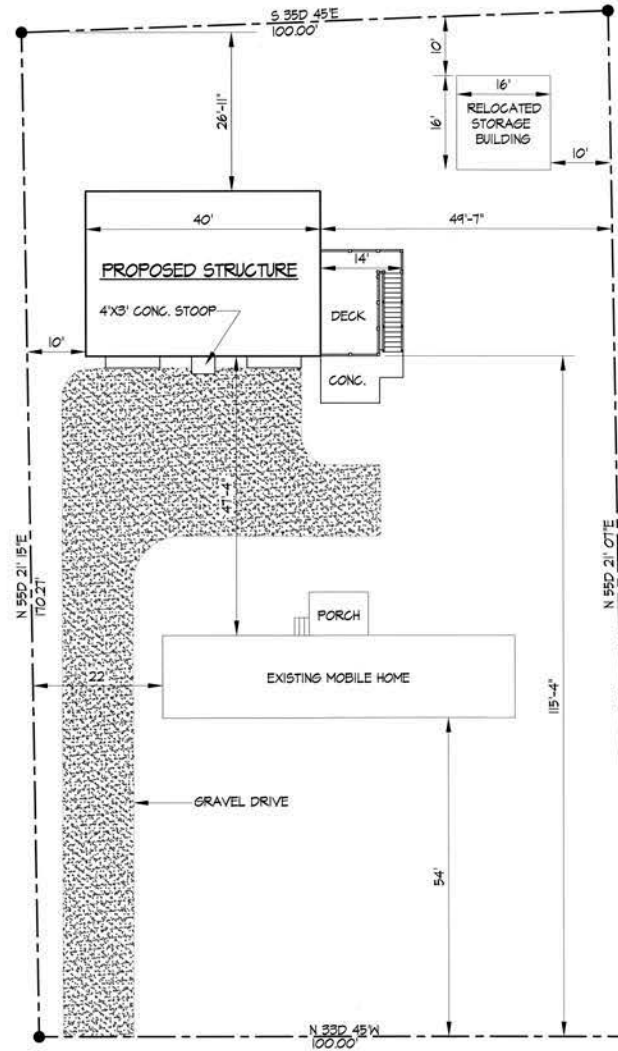 S 35D 45'E
100.00'
10'
26'-11"
16'
16'
RELOCATED
STORAGE
BUILDING
10'
40'
49'-7"
PROPOSED STRUCTURE
14'
4'X3' CONC. STOOP
DECK
10'
CONC.
47'-4"
N 55D 21' 15"E
170.27'
N 55D 21' 07"E
PORCH
22
EXISTING MOBILE HOME
115'-4"
GRAVEL DRIVE
54'
N 33D 45'W
100.00'